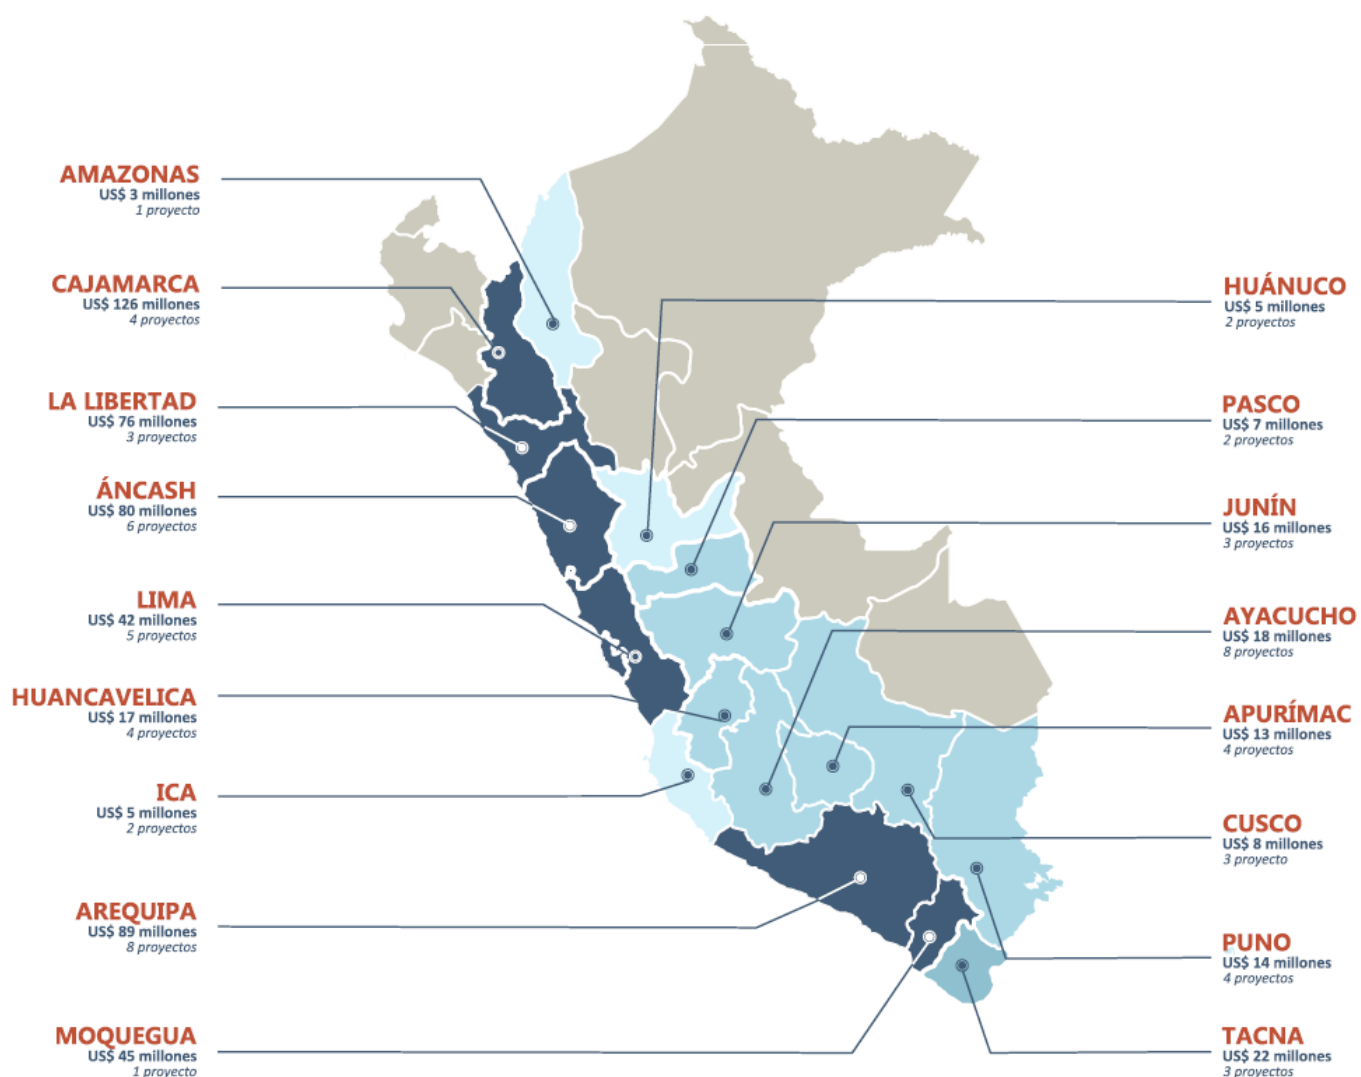 AMAZONAS
US$ 3 millones
1 proyecto
CAJAMARCA
US$ 126 millones
4 proyectos
LA LIBERTAD
US$ 76 millones
3 proyectos
ÁNCASH
US$ 80 millones
6 proyectos
LIMA
US$ 42 millones
5 proyectos
HUANCAVELICA
US$ 17 millones
4 proyectos
ICA
US$ 5 millones
2 proyectos
AREQUIPA
US$ 89 millones
8 proyectos
MOQUEGUA
US$ 45 millones
1 proyecto
HUÁNUCO
US$ 5 millones
2 proyectos
PASCO
US$ 7 millones
2 proyectos
JUNÍN
US$ 16 millones
3 proyectos
AYACUCHO
US$ 18 millones
8 proyectos
APURÍMAC
US$ 13 millones
4 proyectos
CUSCO
US$ 8 millones
3 proyecto
PUNO
US$ 14 millones
4 proyectos
TACNA
US$ 22 millones
3 proyectos